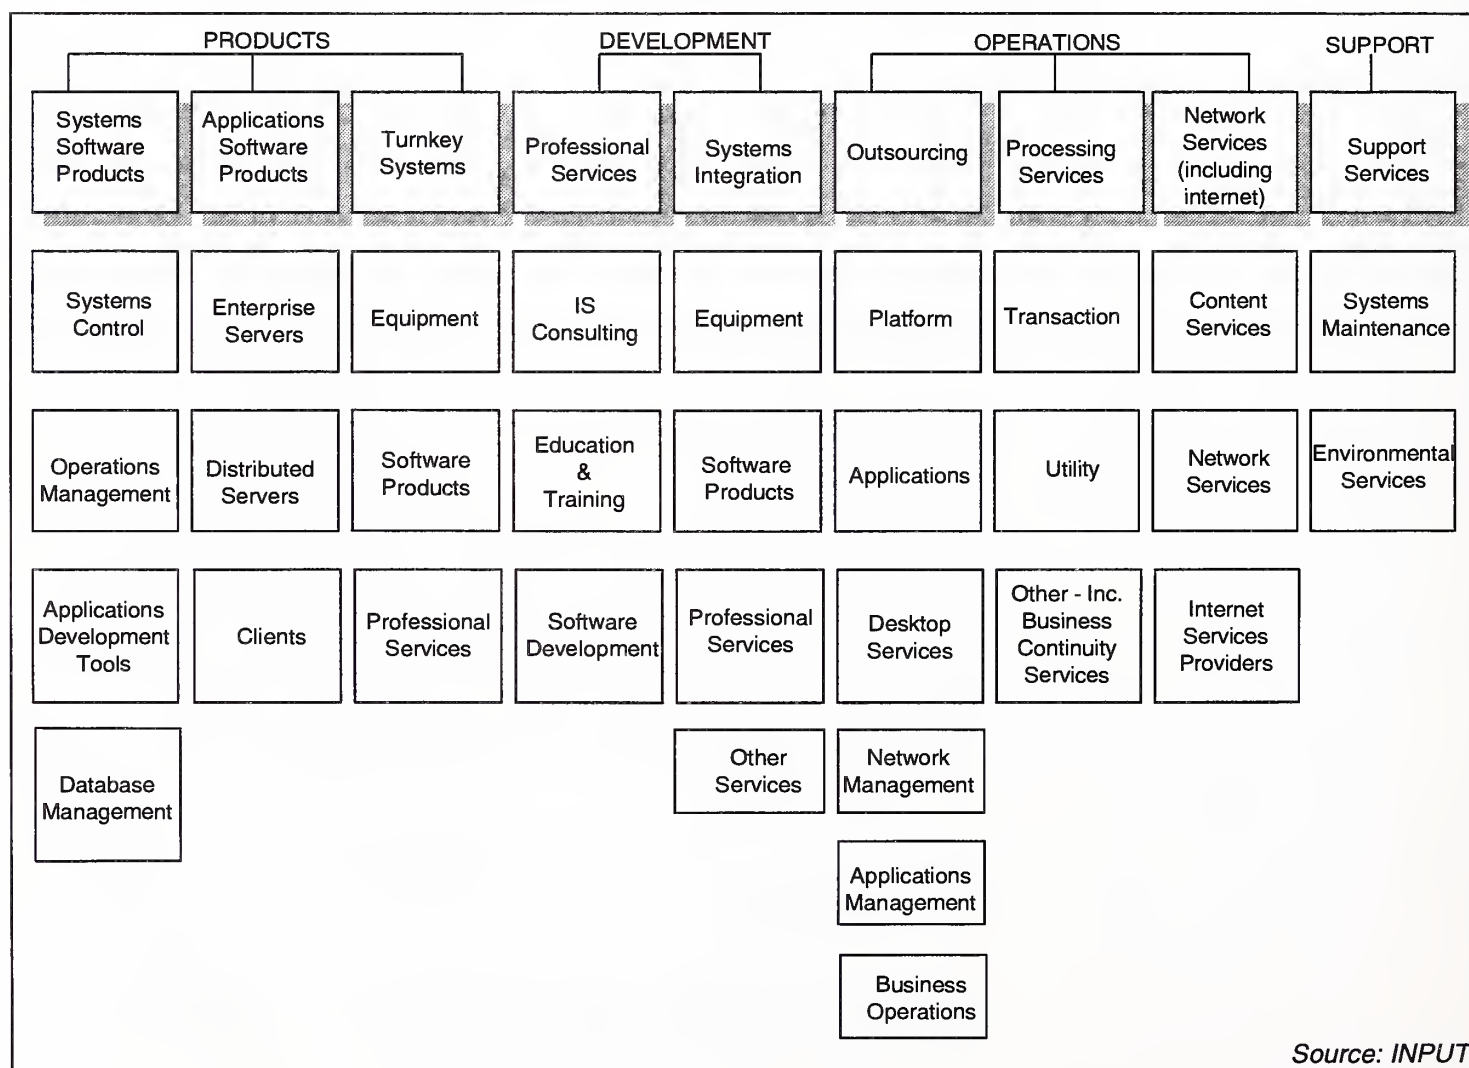 PRODUCTS
DEVELOPMENT
OPERATIONS
SUPPORT
Systems
Software
Products
Applications
Software
Products
Turnkey
Systems
Professional
Services
Systems
Integration
Outsourcing
Processing
Services
Network
Services
(including
internet)
Support
Services
Systems
Control
Enterprise
Servers
Equipment
IS
Consulting
Equipment
Platform
Transaction
Content
Services
Systems
Maintenance
Operations
Management
Distributed
Servers
Software
Products
Education
&
Training
Software
Products
Applications
Utility
Network
Services
Environmental
Services
Applications
Development
Tools
Clients
Professional
Services
Software
Development
Professional
Services
Desktop
Services
Other - Inc.
Business
Continuity
Services
Internet
Services
Providers
Database
Management
Other
Services
Network
Management
Applications
Management
Business
Operations
Source: INPUT